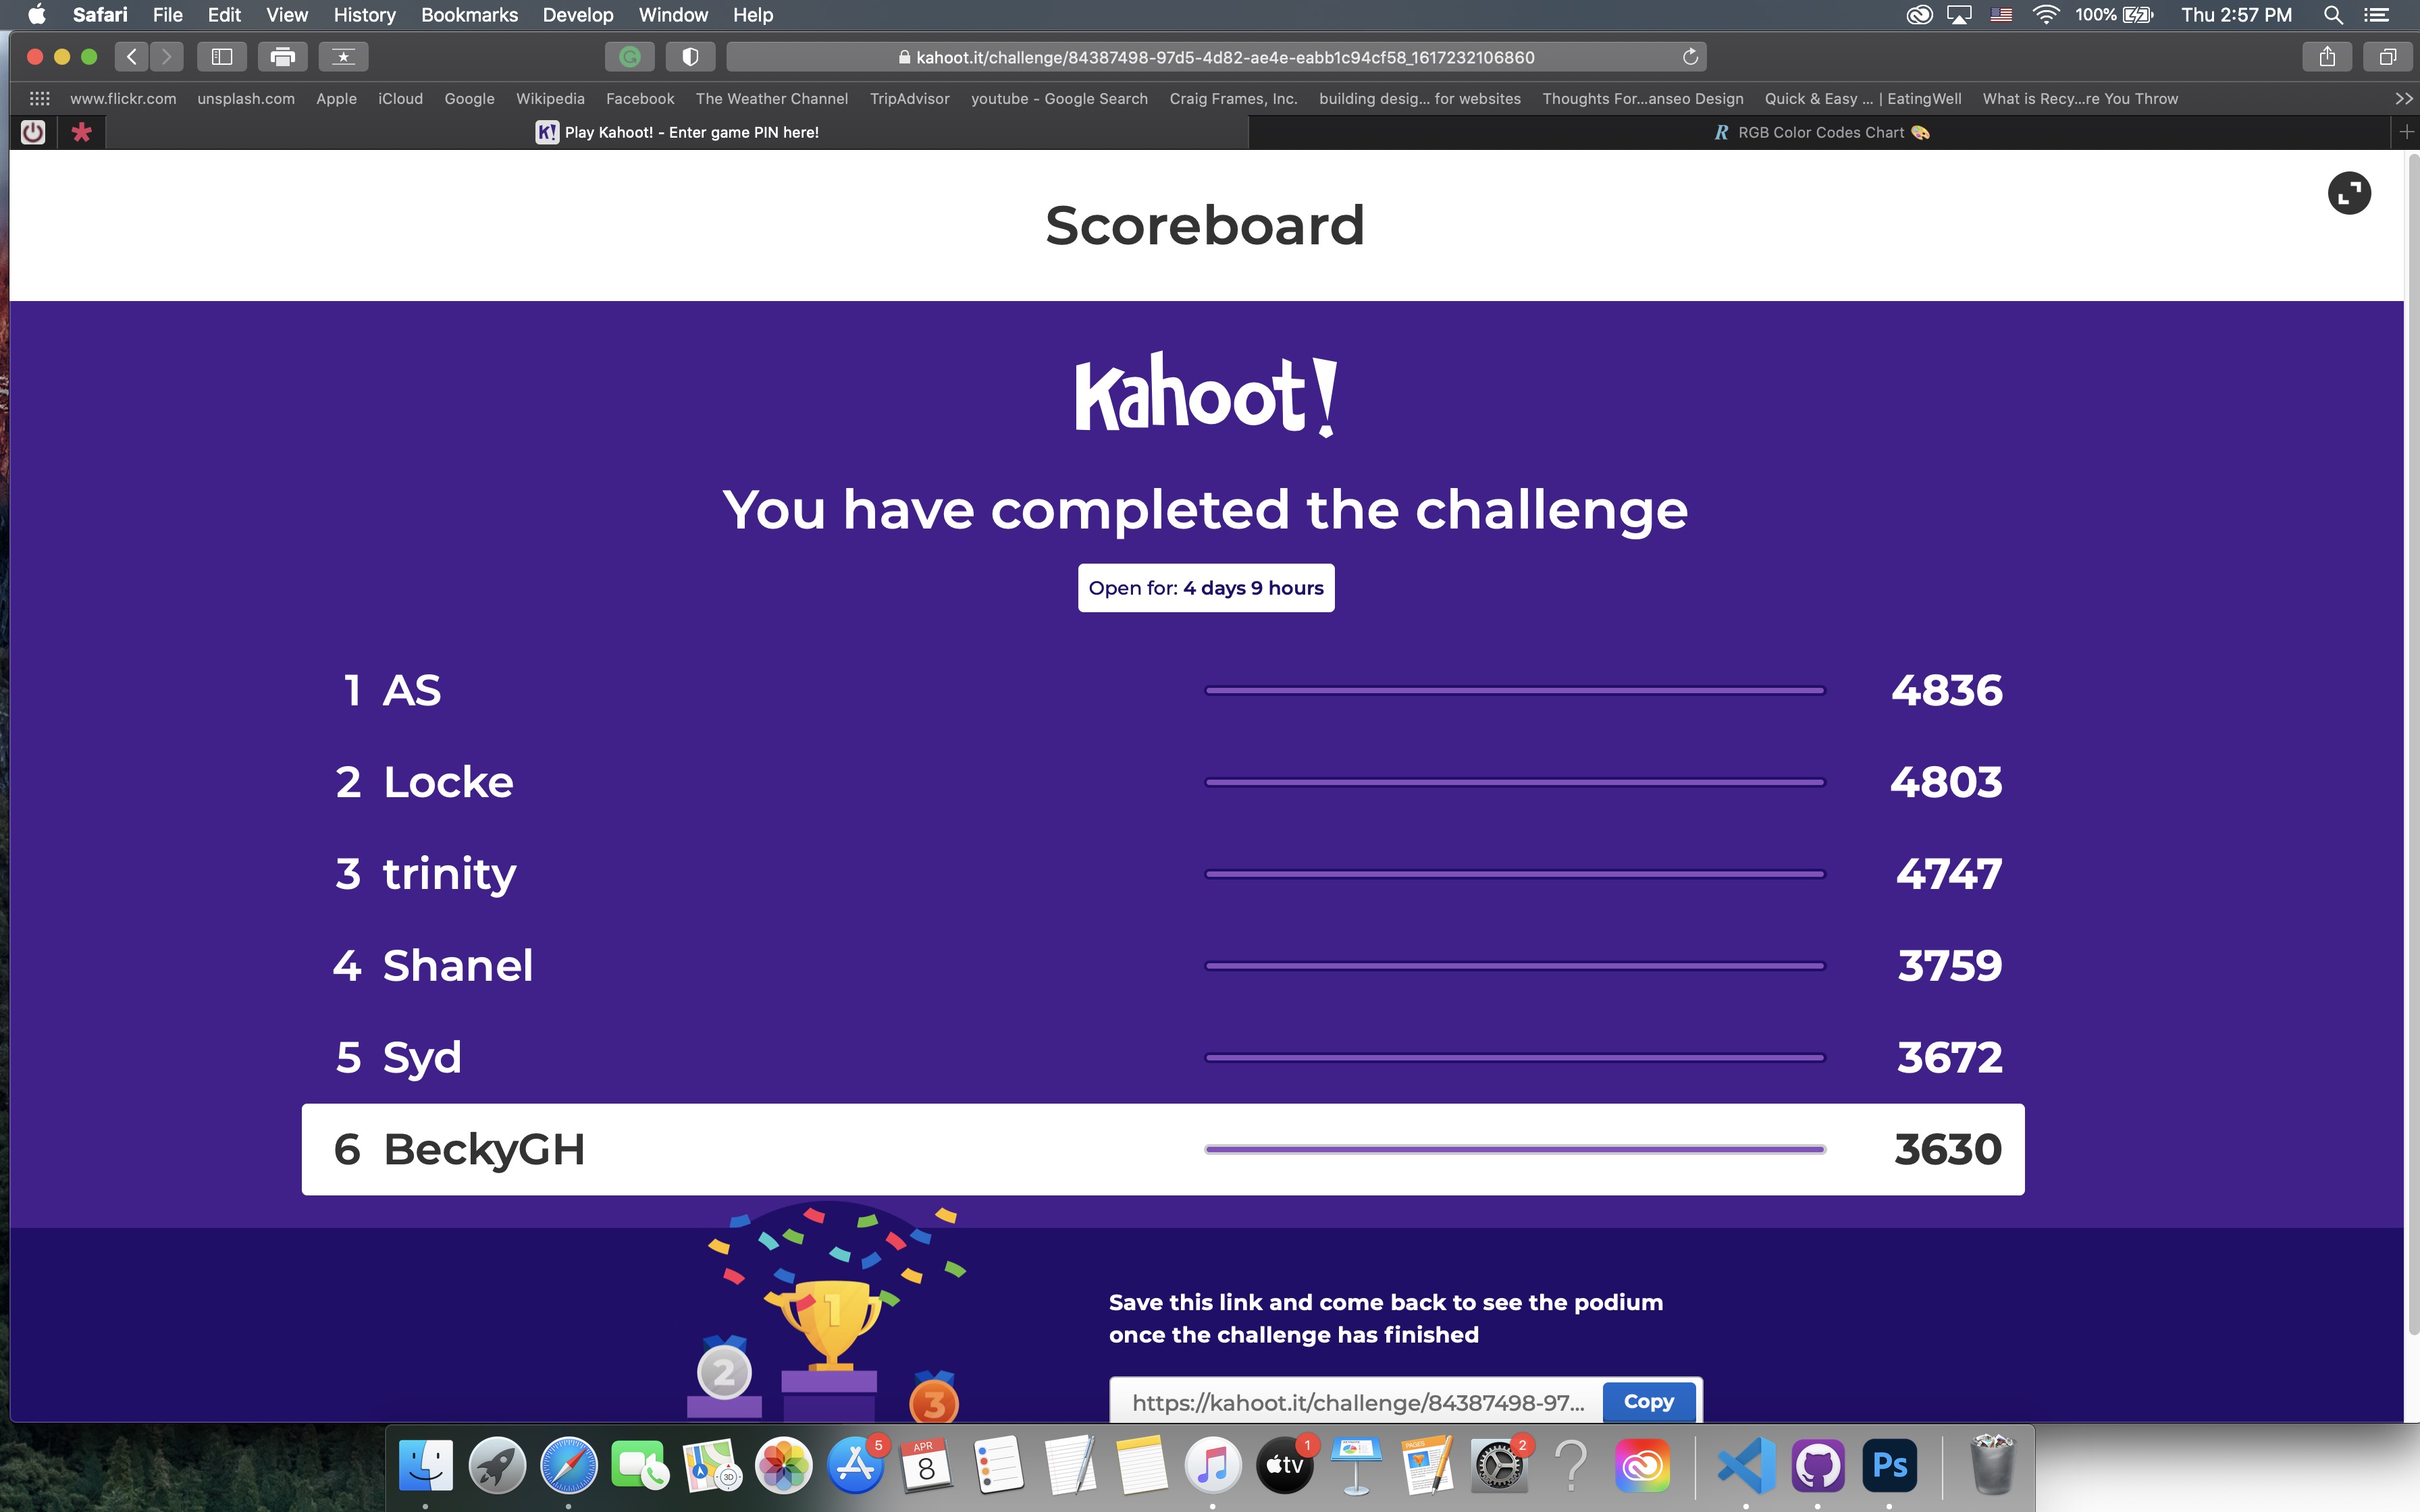 Safari File Edit View History Bookmarks Develop Window Help 100% Thu 2:57 PM
kahoot.it/challenge/84387498-97d5-4d82-ae4e-eabb1c94cf58_1617232106860
www.flickr.com unsplash.com Apple iCloud Google Wikipedia Facebook The Weather Channel TripAdvisor youtube - Google Search Craig Frames, Inc. building desig... for websites Thoughts For...anseo Design Quick & Easy ... | EatingWell What is Recy...re You Throw
K! Play Kahoot! - Enter game PIN here! R RGB Color Codes Chart 🎨
Scoreboard
Kahoot!
You have completed the challenge
Open for: 4 days 9 hours
1 AS 4836
2 Locke 4803
3 trinity 4747
4 Shanel 3759
5 Syd 3672
6 BeckyGH 3630
1
2
3
Save this link and come back to see the podium
once the challenge has finished
https://kahoot.it/challenge/84387498-97... Copy
3D 5 APR 8 tv 1 PAGES 2 ? Ps